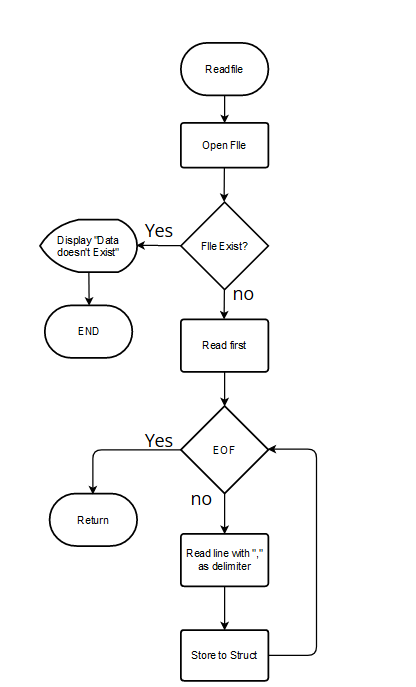 Readfile
Open FIle
Yes
Display "Data
doesn't Exist"
FIle Exist?
no
END
Read first
Yes
EOF
no
Return
Read line with ","
as delimiter
Store to Struct